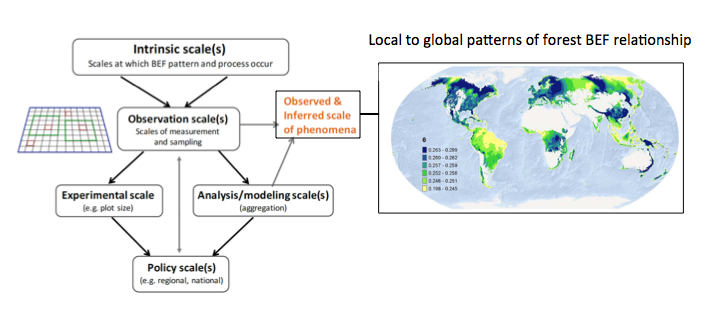 Local to global patterns of forest BEF relationship
Intrinsic scale(s)
Scales at which BEF pattern and process occur
Observation scale(s)
Scales of measurement
and sampling
Observed &
Inferred scale
of phenomena
Experimental scale
(e.g. plot size)
Analysis/modeling scale(s)
(aggregation)
Policy scale(s)
(e.g. regional, national)
θ
0.263 - 0.299
0.260 - 0.262
0.257 - 0.259
0.252 - 0.256
0.246 - 0.251
0.198 - 0.245